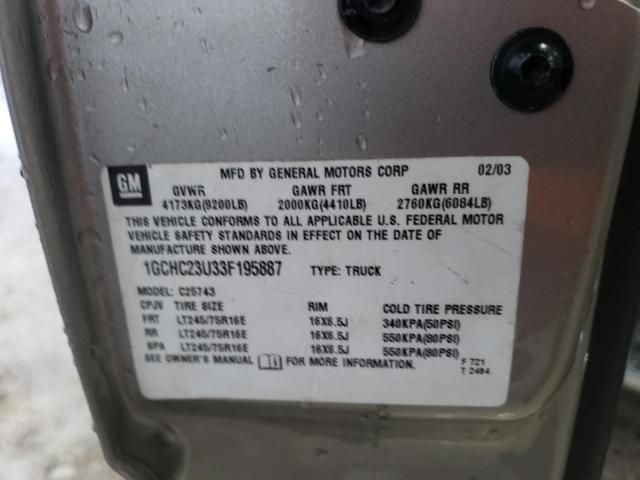 GM
MFD BY GENERAL MOTORS CORP 02/03
GVWR GAWR FRT GAWR RR
4173KG(9200LB) 2000KG(4410LB) 2760KG(6084LB)
THIS VEHICLE CONFORMS TO ALL APPLICABLE U.S. FEDERAL MOTOR
VEHICLE SAFETY STANDARDS IN EFFECT ON THE DATE OF
MANUFACTURE SHOWN ABOVE.
1GCHC23U33F195887 TYPE: TRUCK
MODEL: C25743
CPJV TIRE SIZE RIM COLD TIRE PRESSURE
FRT LT245/75R16E 16X6.5J 340KPA(50PSI)
RR LT245/75R16E 16X6.5J 550KPA(80PSI)
SPA LT245/75R16E 16X6.5J 550KPA(80PSI)
SEE OWNER'S MANUAL i FOR MORE INFORMATION.
F 721
T 2484